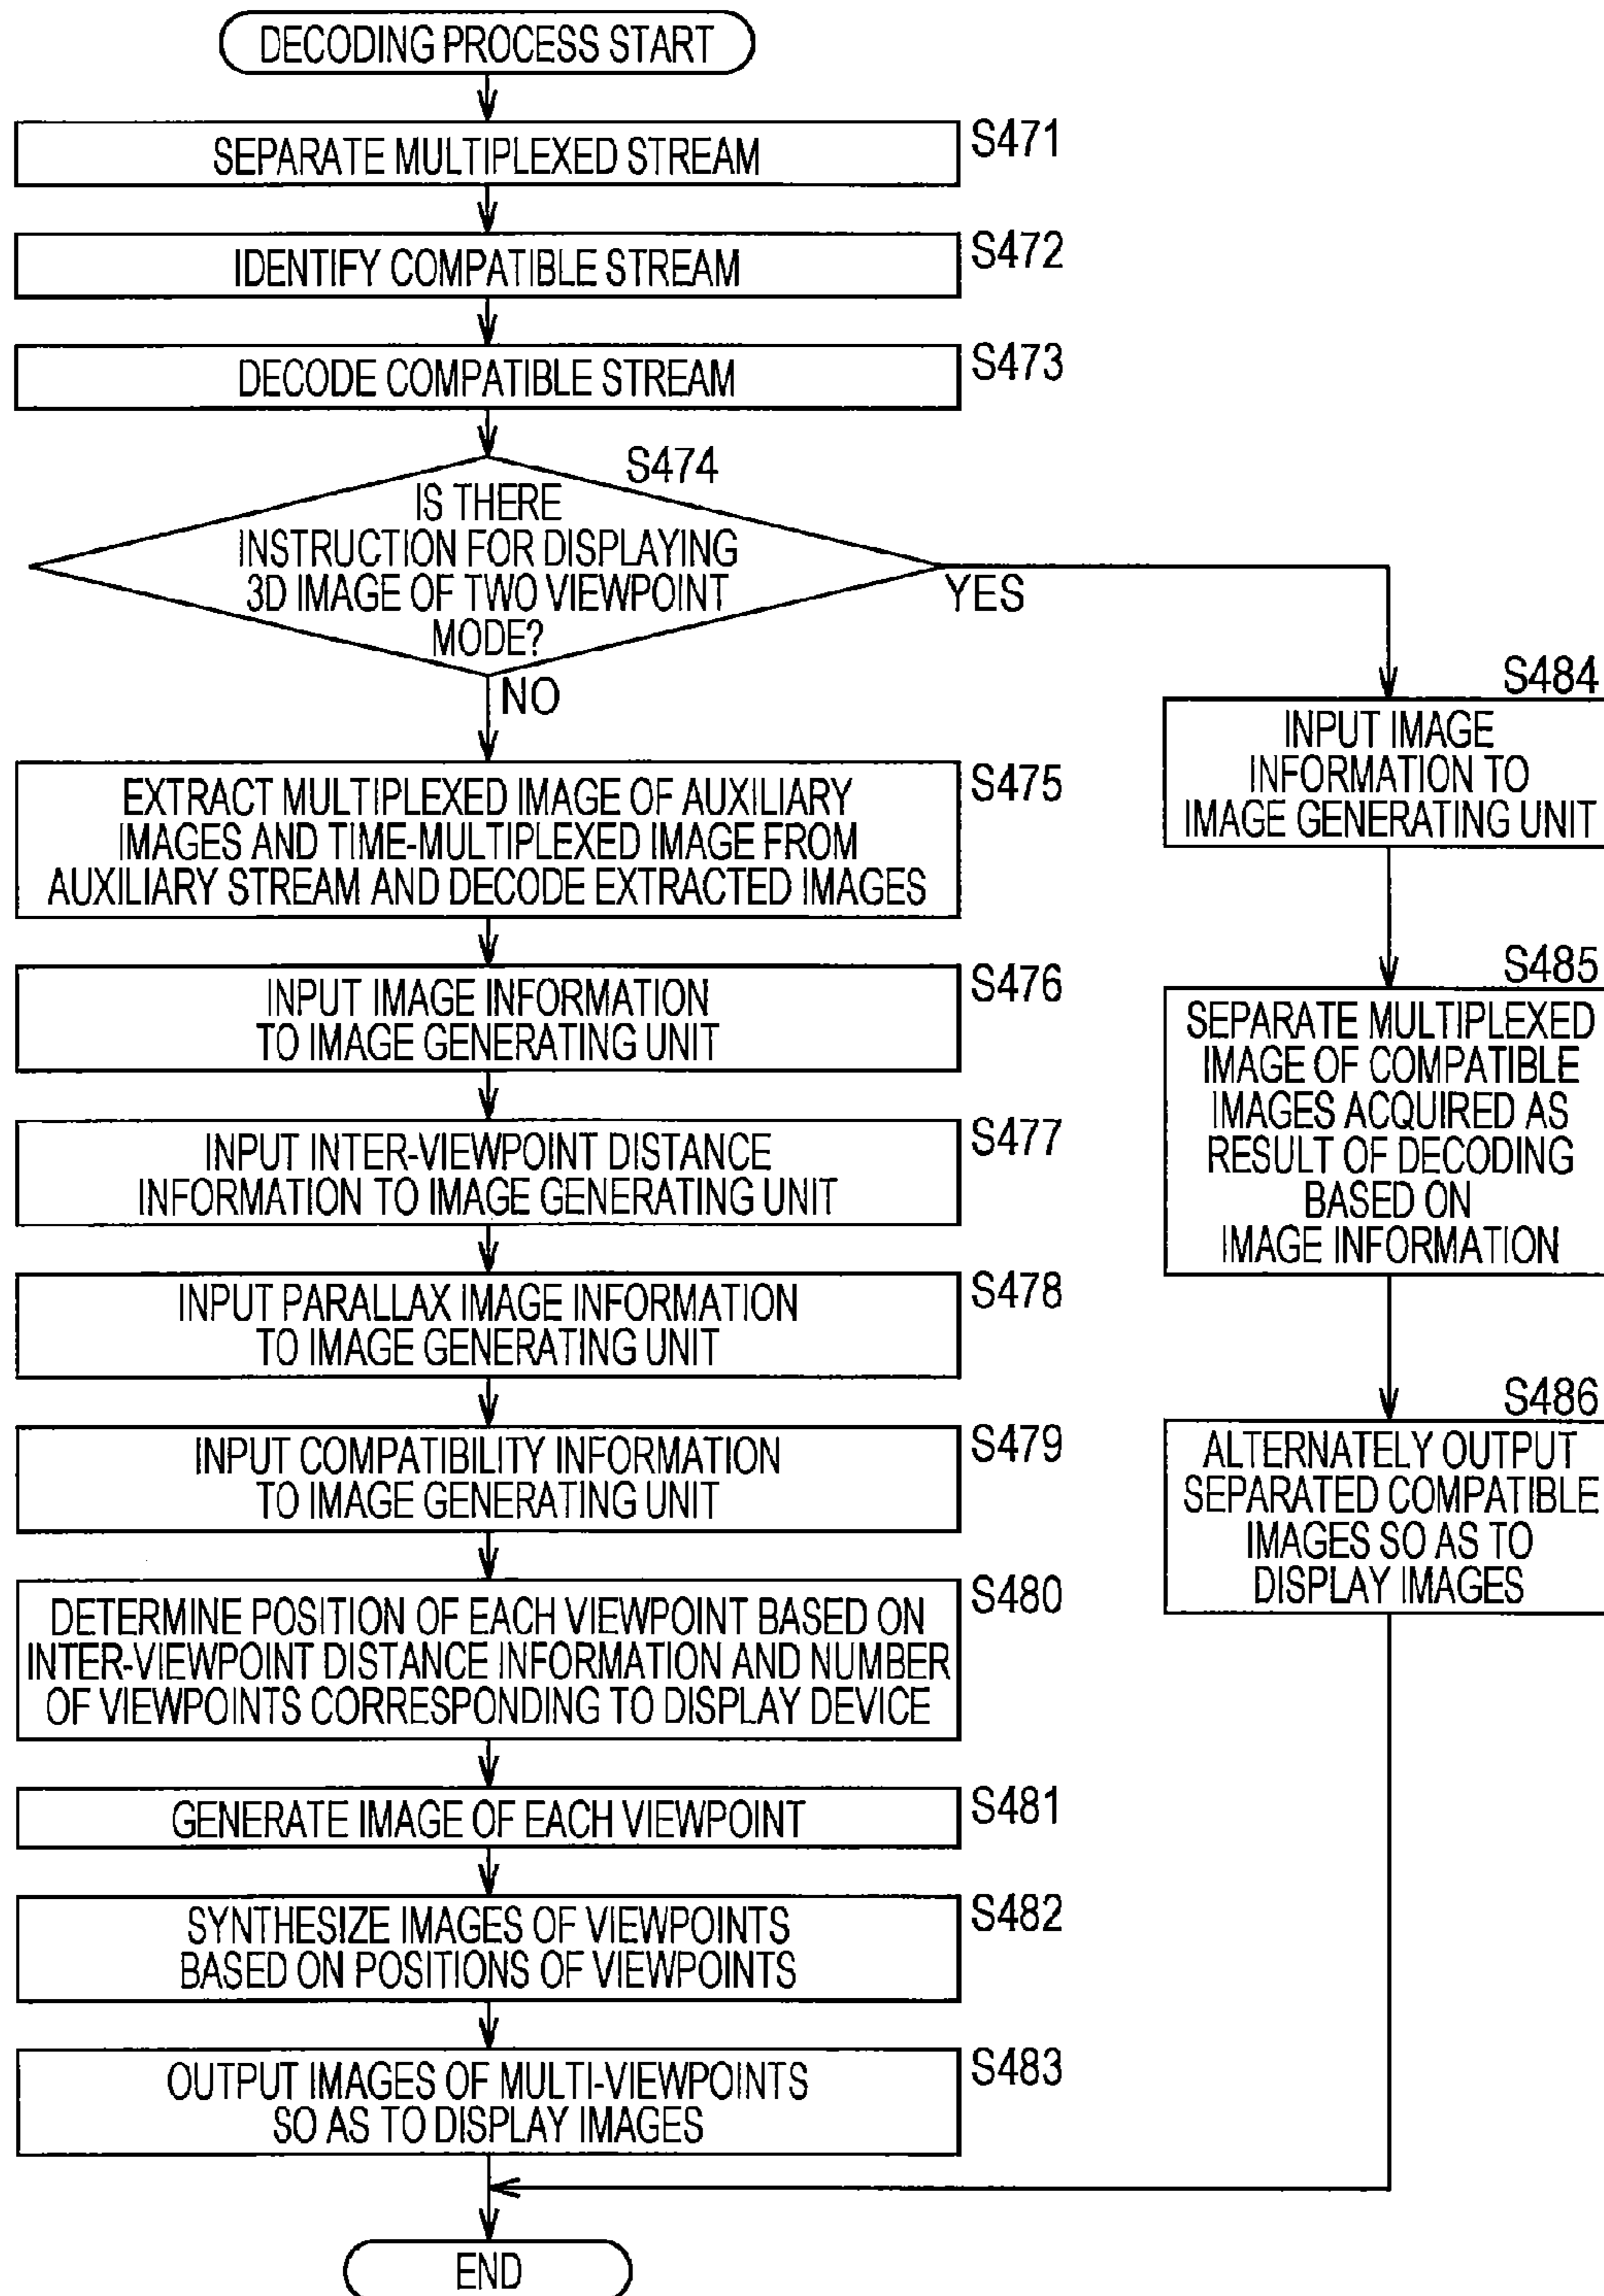 DECODING PROCESS START
S471
SEPARATE MULTIPLEXED STREAM
S472
IDENTIFY COMPATIBLE STREAM
S473
DECODE COMPATIBLE STREAM
S474
IS THERE
INSTRUCTION FOR DISPLAYING
3D IMAGE OF TWO VIEWPOINT
MODE?
YES
NO
S475
EXTRACT MULTIPLEXED IMAGE OF AUXILIARY
IMAGES AND TIME-MULTIPLEXED IMAGE FROM
AUXILIARY STREAM AND DECODE EXTRACTED IMAGES
S476
INPUT IMAGE INFORMATION
TO IMAGE GENERATING UNIT
S477
INPUT INTER-VIEWPOINT DISTANCE
INFORMATION TO IMAGE GENERATING UNIT
S478
INPUT PARALLAX IMAGE INFORMATION
TO IMAGE GENERATING UNIT
S479
INPUT COMPATIBILITY INFORMATION
TO IMAGE GENERATING UNIT
S480
DETERMINE POSITION OF EACH VIEWPOINT BASED ON
INTER-VIEWPOINT DISTANCE INFORMATION AND NUMBER
OF VIEWPOINTS CORRESPONDING TO DISPLAY DEVICE
S481
GENERATE IMAGE OF EACH VIEWPOINT
S482
SYNTHESIZE IMAGES OF VIEWPOINTS
BASED ON POSITIONS OF VIEWPOINTS
S483
OUTPUT IMAGES OF MULTI-VIEWPOINTS
SO AS TO DISPLAY IMAGES
S484
INPUT IMAGE
INFORMATION TO
IMAGE GENERATING UNIT
S485
SEPARATE MULTIPLEXED
IMAGE OF COMPATIBLE
IMAGES ACQUIRED AS
RESULT OF DECODING
BASED ON
IMAGE INFORMATION
S486
ALTERNATELY OUTPUT
SEPARATED COMPATIBLE
IMAGES SO AS TO
DISPLAY IMAGES
END